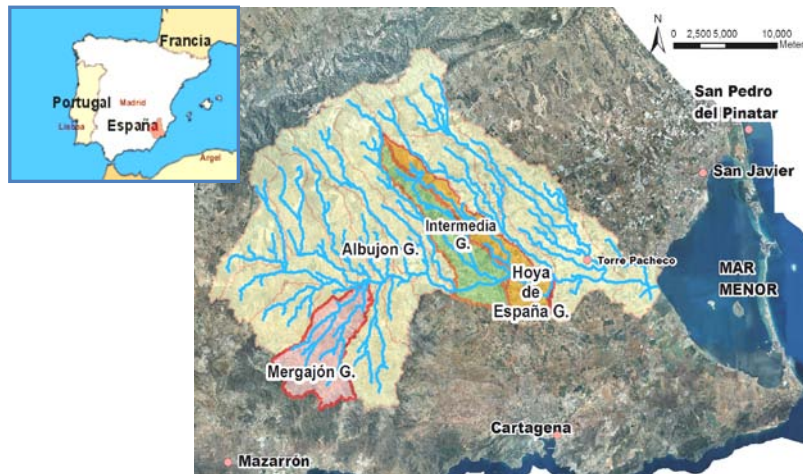 Francia
Portugal
Madrid
Lisboa
España
Argel
N
0 2,500 5,000 10,000
Meter
San Pedro
del Pinatar
San Javier
Intermedia
G.
Albujon G.
Torre Pacheco
Hoya
de
España G.
MAR
MENOR
Mergajón G.
Cartagena
Mazarrón